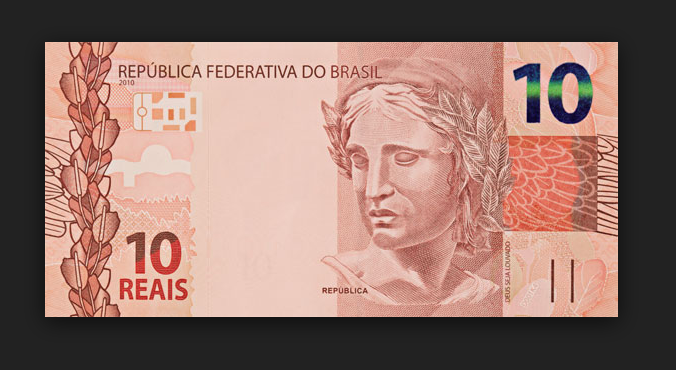 REPÚBLICA FEDERATIVA DO BRASIL
2010
10
10
REAIS
REPÚBLICA
DEUS SEJA LOUVADO